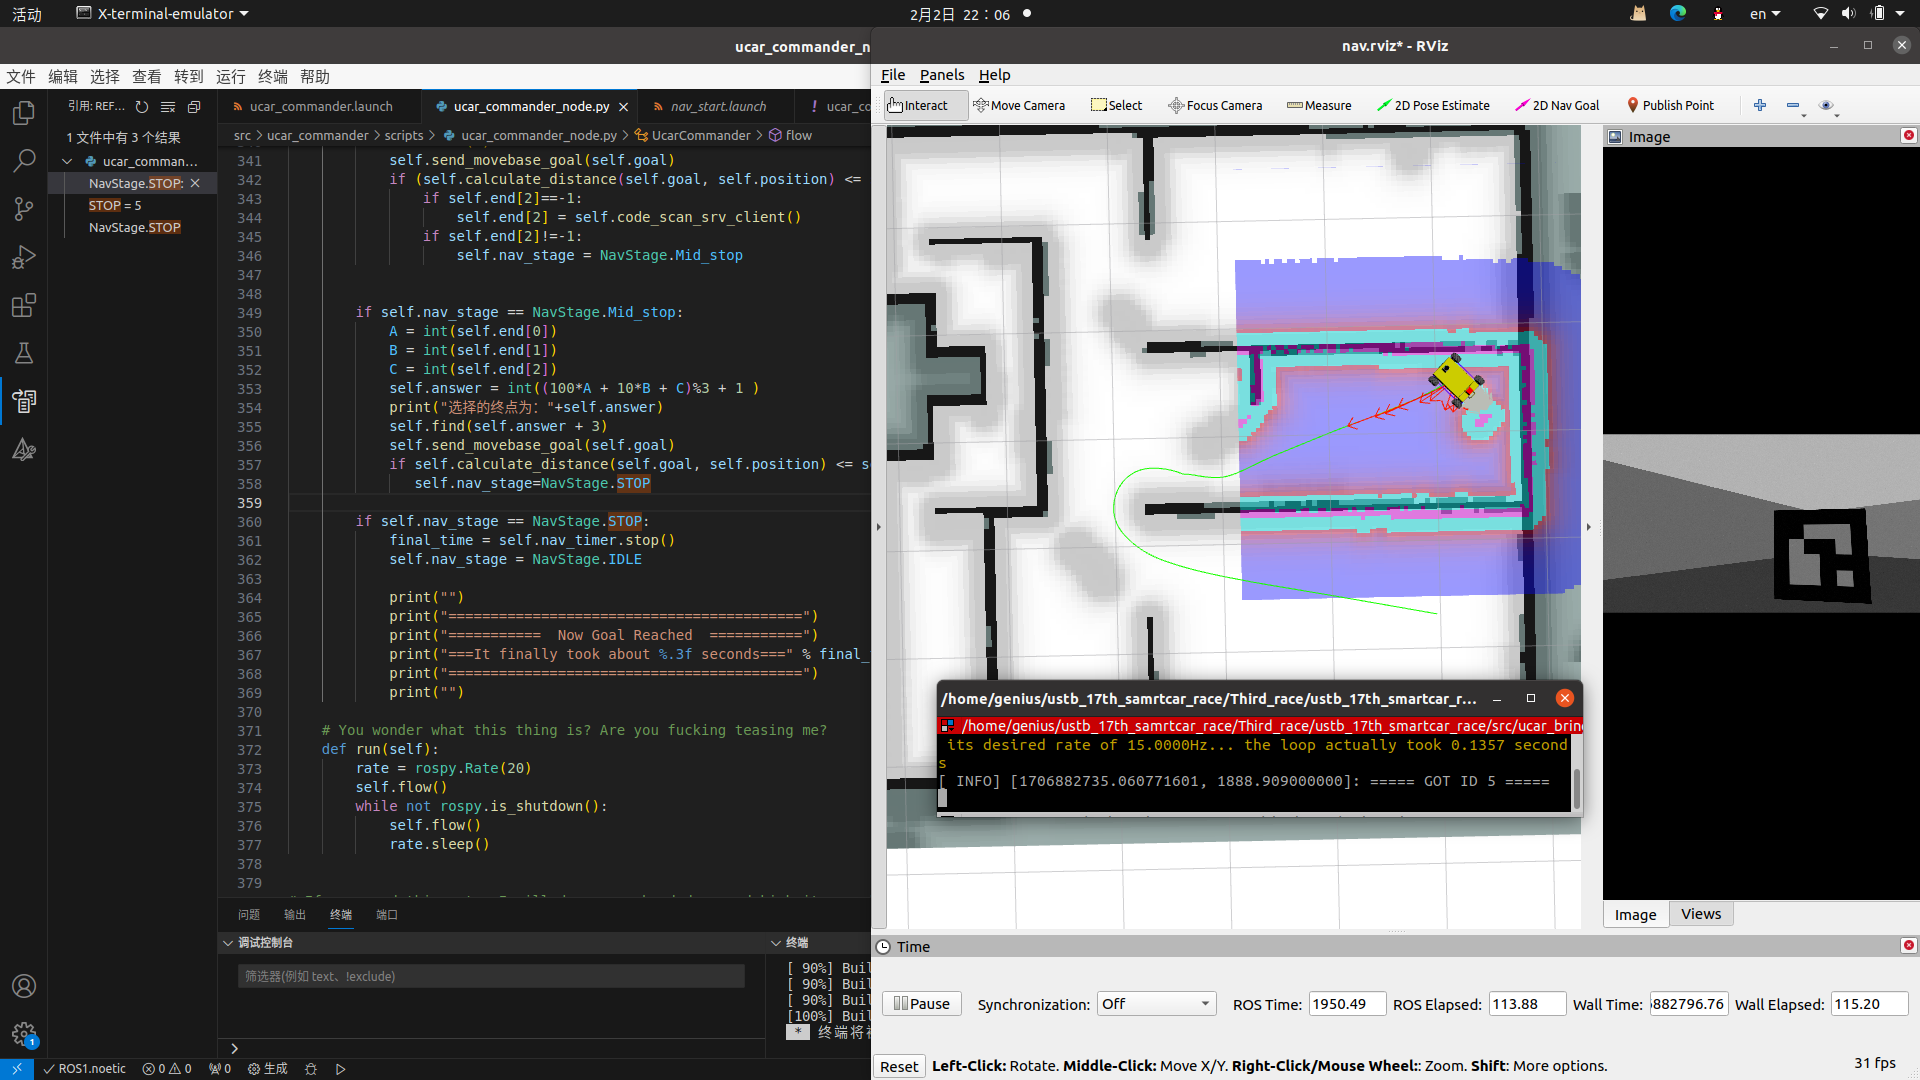 活动
X-terminal-emulator
2月2日 22：06
en
ucar_commander_n
文件 编辑 选择 查看 转到 运行 终端 帮助
引用: REF...
1 文件中有 3 个结果
ucar_comman...
NavStage.STOP:
STOP = 5
NavStage.STOP
ucar_commander.launch
ucar_commander_node.py
nav_start.launch
ucar_co
src > ucar_commander > scripts > ucar_commander_node.py > UcarCommander > flow
341 self.send_movebase_goal(self.goal)
342 if (self.calculate_distance(self.goal, self.position) <=
343 if self.end[2]==-1:
344 self.end[2] = self.code_scan_srv_client()
345 if self.end[2]!=-1:
346 self.nav_stage = NavStage.Mid_stop
347
348
349 if self.nav_stage == NavStage.Mid_stop:
350 A = int(self.end[0])
351 B = int(self.end[1])
352 C = int(self.end[2])
353 self.answer = int((100*A + 10*B + C)%3 + 1 )
354 print("选择的终点为："+self.answer)
355 self.find(self.answer + 3)
356 self.send_movebase_goal(self.goal)
357 if self.calculate_distance(self.goal, self.position) <= s
358 self.nav_stage=NavStage.STOP
359
360 if self.nav_stage == NavStage.STOP:
361 final_time = self.nav_timer.stop()
362 self.nav_stage = NavStage.IDLE
363
364 print("")
365 print("==========================================")
366 print("=========== Now Goal Reached ===========")
367 print("===It finally took about %.3f seconds===" % final_
368 print("==========================================")
369 print("")
370
371 # You wonder what this thing is? Are you fucking teasing me?
372 def run(self):
373 rate = rospy.Rate(20)
374 self.flow()
375 while not rospy.is_shutdown():
376 self.flow()
377 rate.sleep()
378
379
问题 输出 终端 端口
调试控制台
筛选器(例如 text、!exclude)
终端
[ 90%] Buil
[ 90%] Buil
[ 90%] Buil
[100%] Buil
* 终端将被
1
ROS1.noetic 0 0 0 生成
nav.rviz* - RViz
File Panels Help
Interact Move Camera Select Focus Camera Measure 2D Pose Estimate 2D Nav Goal Publish Point
Image
/home/genius/ustb_17th_samrtcar_race/Third_race/ustb_17th_smartcar_r...
/home/genius/ustb_17th_samrtcar_race/Third_race/ustb_17th_smartcar_race/src/ucar_brin
its desired rate of 15.0000Hz... the loop actually took 0.1357 second
s
[ INFO] [1706882735.060771601, 1888.909000000]: ===== GOT ID 5 =====
Image Views
Time
Pause Synchronization: Off ROS Time: 1950.49 ROS Elapsed: 113.88 Wall Time: 882796.76 Wall Elapsed: 115.20
Reset Left-Click: Rotate. Middle-Click: Move X/Y. Right-Click/Mouse Wheel:: Zoom. Shift: More options. 31 fps